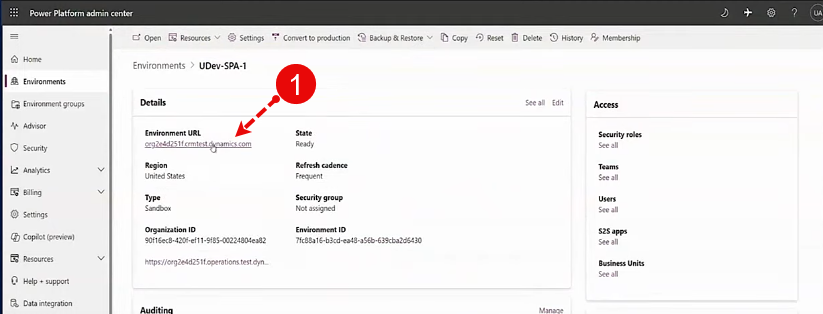 Power Platform admin center
UA
Open Resources Settings Convert to production Backup & Restore Copy Reset Delete History Membership
Home
Environments
Environment groups
Advisor
Security
Analytics
Billing
Settings
Copilot (preview)
Resources
Help + support
Data integration
Environments > UDev-SPA-1
1
Details See all Edit
Environment URL State
org2e4d251f.crmtest.dynamics.com Ready
Region Refresh cadence
United States Frequent
Type Security group
Sandbox Not assigned
Organization ID Environment ID
90f16ec8-420f-ef11-9f85-00224804ea82 7fc88a16-b3cd-ea48-a56b-639cba2d6430
https://org2e4d251f.operations.test.dyn...
Auditing Manage
Access
Security roles
See all
Teams
See all
Users
See all
S2S apps
See all
Business Units
See all